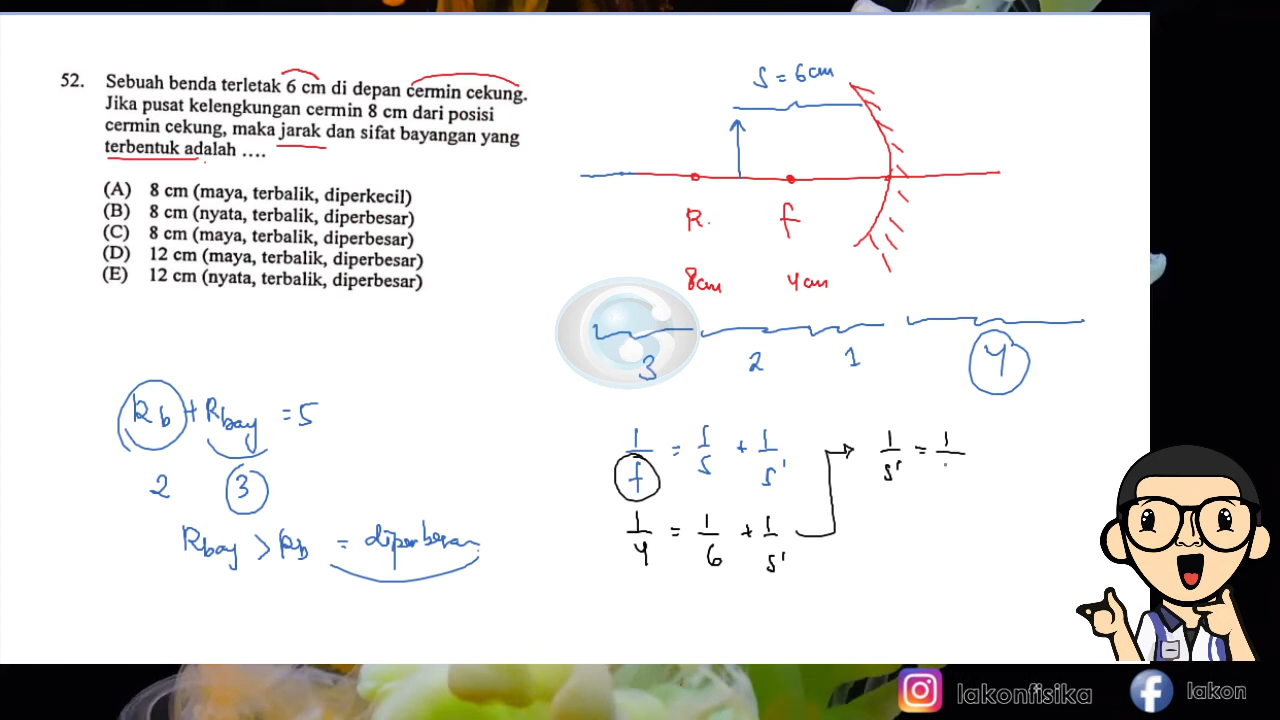 52. Sebuah benda terletak 6 cm di depan cermin cekung.
Jika pusat kelengkungan cermin 8 cm dari posisi
cermin cekung, maka jarak dan sifat bayangan yang
terbentuk adalah ....
(A) 8 cm (maya, terbalik, diperkecil)
(B) 8 cm (nyata, terbalik, diperbesar)
(C) 8 cm (maya, terbalik, diperbesar)
(D) 12 cm (maya, terbalik, diperbesar)
(E) 12 cm (nyata, terbalik, diperbesar)
S = 6cm
R. f
8cm 4cm
3 2 1 4
Rb + Rbay = 5
2 3
Rbay > Rb = diperbesar
1/f = 1/s + 1/s'
1/4 = 1/6 + 1/s'
1/s' = 1/
lakonfisika
lakon